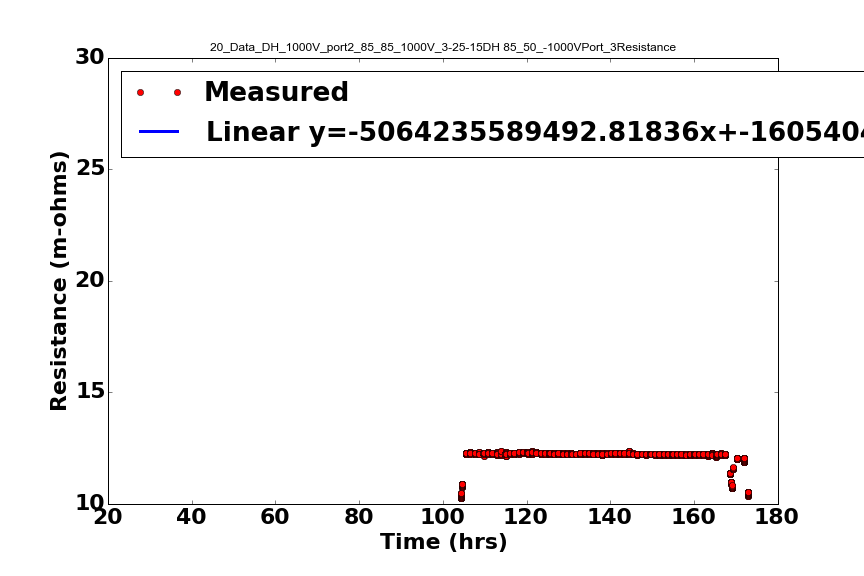 20_Data_DH_1000V_port2_85_85_1000V_3-25-15DH 85_50_-1000VPort_3Resistance
Measured
Linear y=-5064235589492.81836x+-160540
30
25
20
15
10
Resistance (m-ohms)
20 40 60 80 100 120 140 160 180
Time (hrs)